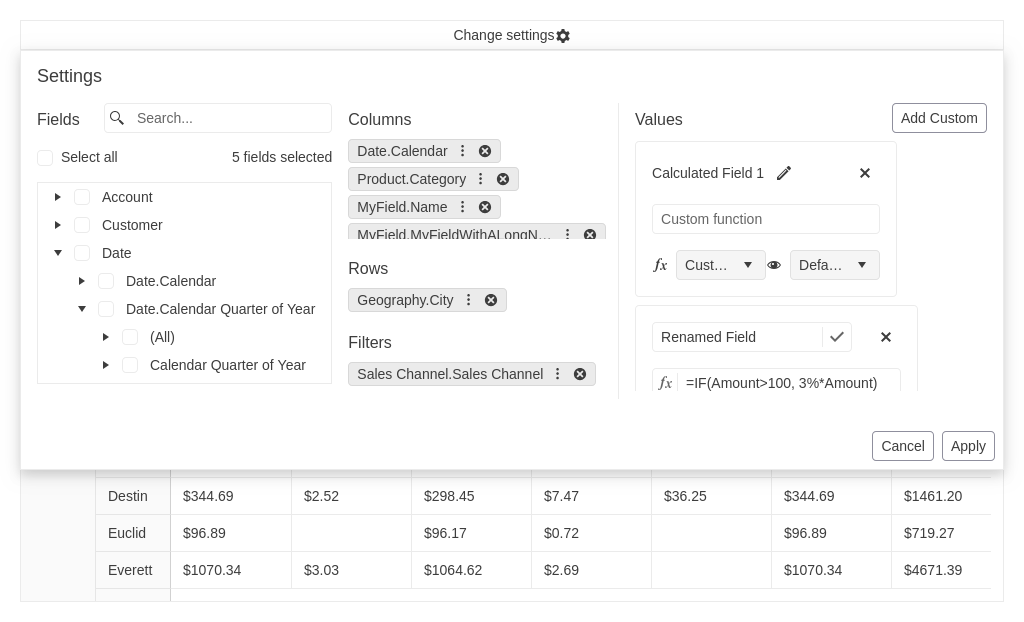 Change settings
Settings
Fields
Search...
Select all
5 fields selected
Account
Customer
Date
Date.Calendar
Date.Calendar Quarter of Year
(All)
Calendar Quarter of Year
Columns
Date.Calendar
Product.Category
MyField.Name
MyField.MyFieldWithALongN...
Rows
Geography.City
Filters
Sales Channel.Sales Channel
Values
Add Custom
Calculated Field 1
Custom function
fx Cust... Defa...
Renamed Field
fx =IF(Amount>100, 3%*Amount)
Cancel Apply
Destin $344.69 $2.52 $298.45 $7.47 $36.25 $344.69 $1461.20
Euclid $96.89 $96.17 $0.72 $96.89 $719.27
Everett $1070.34 $3.03 $1064.62 $2.69 $1070.34 $4671.39